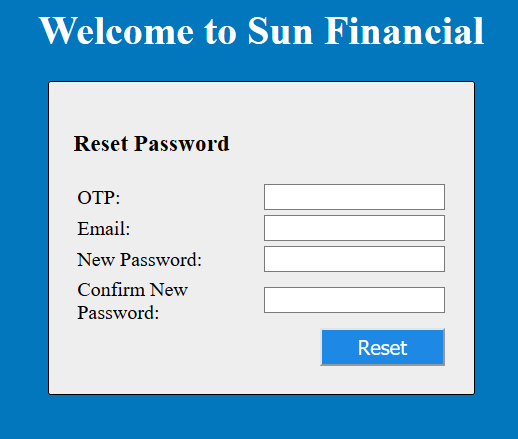 Welcome to Sun Financial
Reset Password
OTP:
Email:
New Password:
Confirm New
Password:
Reset